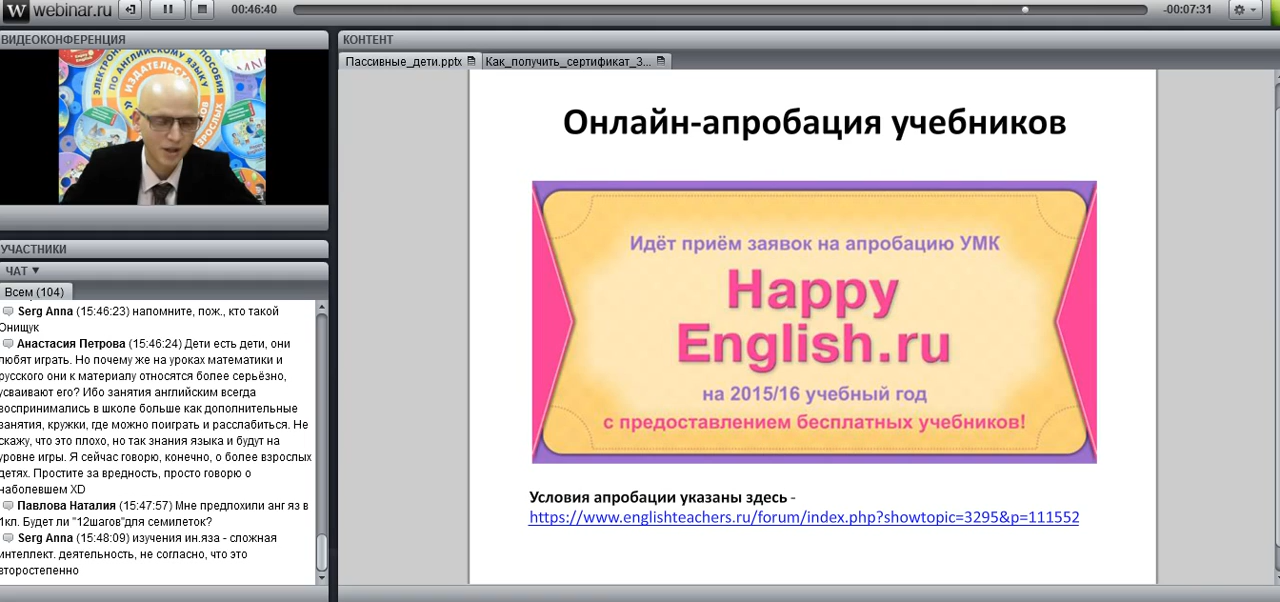 webinar.ru
00:46:40
-00:07:31
ВИДЕОКОНФЕРЕНЦИЯ
ЭЛЕКТРОН
ПО АНГЛИЙСКОМУ ЯЗЫКУ
ПОСОБИЯ
ИЗДАТЕЛЬСТВ
УЧАСТНИКИ
ЧАТ ▼
Всем (104)
Serg Anna (15:46:23) напомните, пож., кто такой
Онищук
Анастасия Петрова (15:46:24) Дети есть дети, они
любят играть. Но почему же на уроках математики и
русского они к материалу относятся более серьёзно,
усваивают его? Ибо занятия английским всегда
воспринимались в школе больше как дополнительные
занятия, кружки, где можно поиграть и расслабиться. Не
скажу, что это плохо, но так знания языка и будут на
уровне игры. Я сейчас говорю, конечно, о более взрослых
детях. Простите за вредность, просто говорю о
наболевшем XD
Павлова Наталия (15:47:57) Мне предлохили анг яз в
1кл. Будет ли "12шагов"для семилеток?
Serg Anna (15:48:09) изучения ин.яза - сложная
интеллект. деятельность, не согласно, что это
второстепенно
КОНТЕНТ
Пассивные_дети.pptx
Как_получить_сертификат_3...
Онлайн-апробация учебников
Идёт приём заявок на апробацию УМК
Happy
English.ru
на 2015/16 учебный год
с предоставлением бесплатных учебников!
Условия апробации указаны здесь -
https://www.englishteachers.ru/forum/index.php?showtopic=3295&p=111552